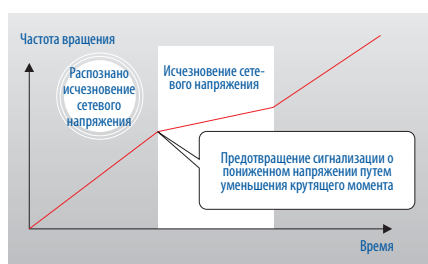 Частота вращения
Распознано
исчезновение
сетевого
напряжения
Исчезновение сете-
вого напряжения
Предотвращение сигнализации о
пониженном напряжении путем
уменьшения крутящего момента
Время